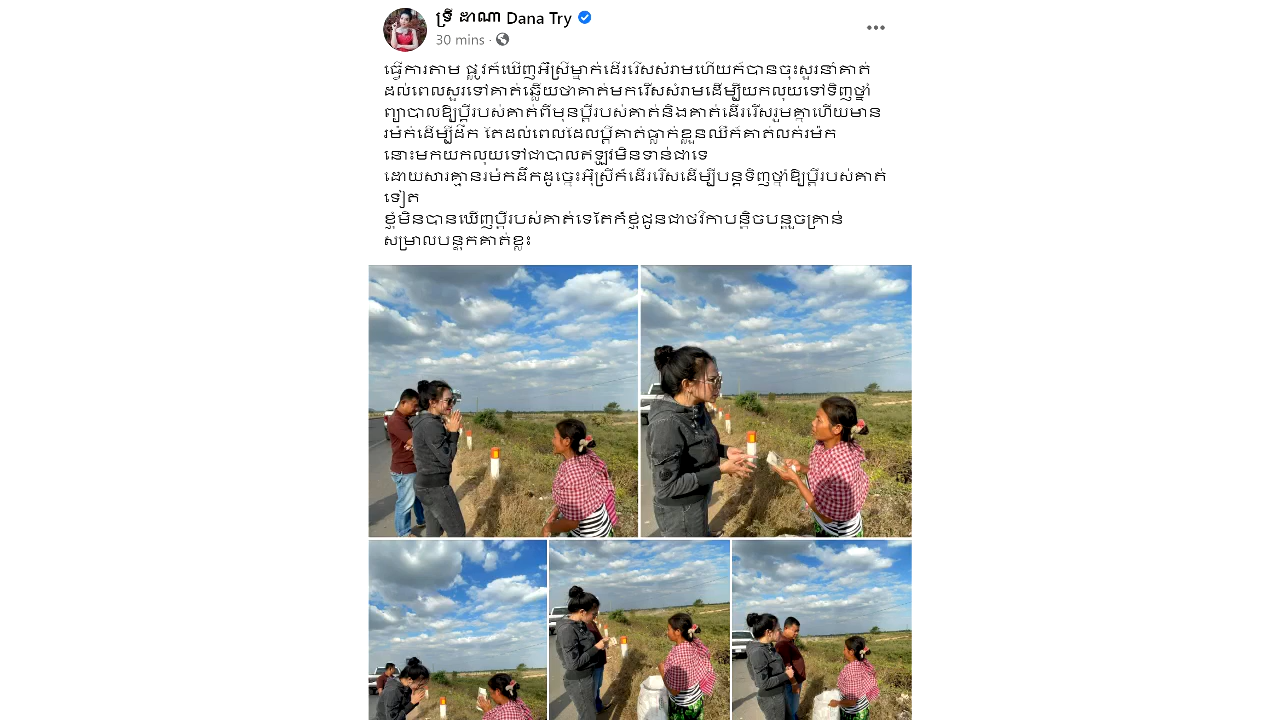 ទ្រី ដាណា Dana Try
30 mins ·
ធ្វើការតាម ផ្លូវក៍ឃើញអ៊ីស្រីម្នាក់ដើររើសសំរាមហើយក៍បានចុះសួរនាំគាត់
ដល់ពេលសួរទៅគាត់ឆ្លើយថាគាត់មករើសសំរាមដើម្បីយកលុយទៅទិញថ្នាំ
ព្យាបាលឱ្យប្ដីរបស់គាត់ពីមុនប្ដីរបស់គាត់និងគាត់ដើររើសរួមគ្នាហើយមាន
រម៉ក់ដើម្បីដឹក តែដល់ពេលដែលប្ដីគាត់ធ្លាក់ខ្លួនឈឺក៍គាត់លក់រម៉ក
នោះមកយកលុយទៅជាបាលឥឡូវមិនទាន់ជាទេ
ដោយសារគ្មានរម៉កដឹកដូច្នេះអ៊ីស្រីក៍ដើររើសដើម្បីបន្តទិញថ្នាំឱ្យប្ដីរបស់គាត់
ទៀត
ខ្ញុំមិនបានឃើញប្ដីរបស់គាត់ទេតែក៍ខ្ញុំជូនជាថវិកាបន្តិចបន្តួចគ្រាន់
សម្រាលបន្ទុកគាត់ខ្លះ